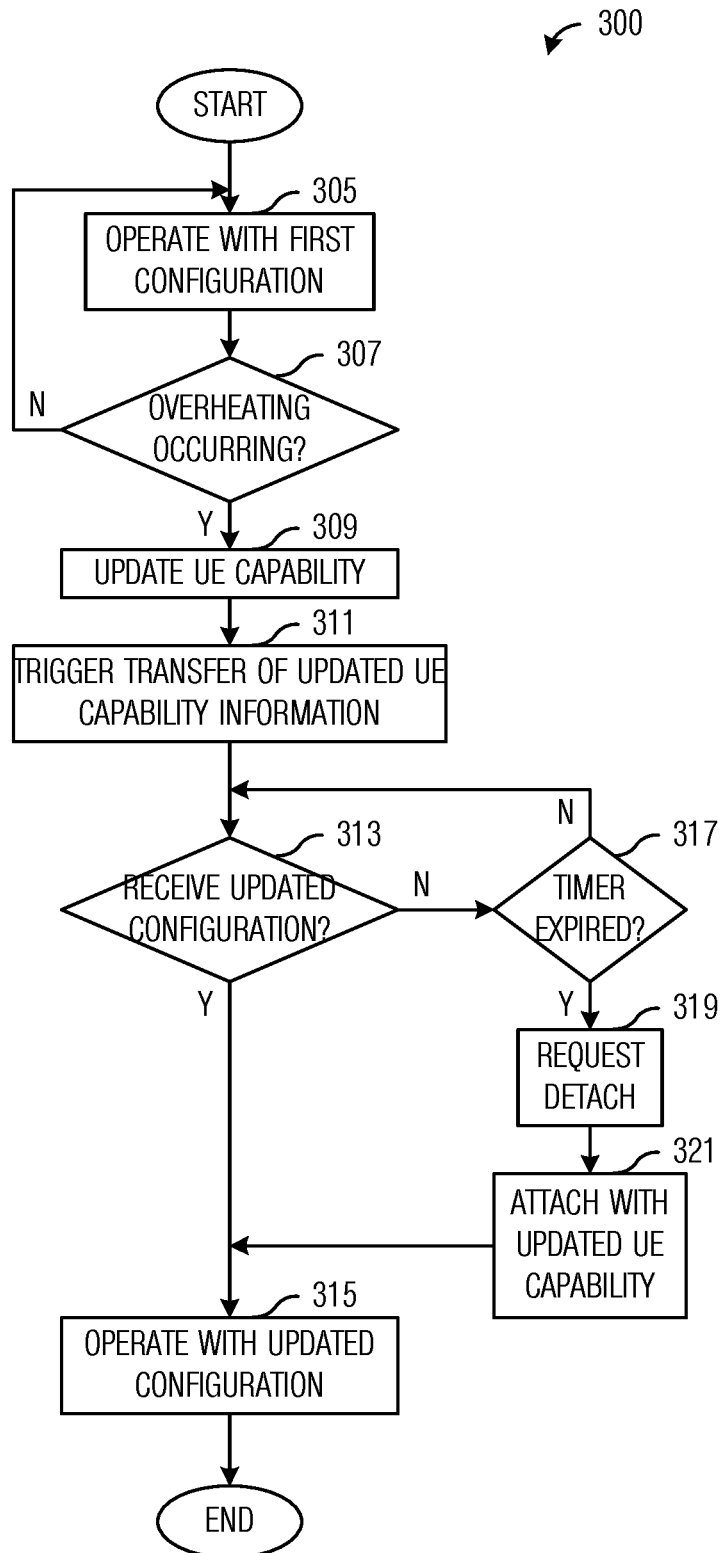 300
START
305
OPERATE WITH FIRST
CONFIGURATION
307
OVERHEATING
OCCURRING?
N
Y
309
UPDATE UE CAPABILITY
311
TRIGGER TRANSFER OF UPDATED UE
CAPABILITY INFORMATION
313
RECEIVE UPDATED
CONFIGURATION?
N
Y
317
TIMER
EXPIRED?
N
Y
319
REQUEST
DETACH
321
ATTACH WITH
UPDATED UE
CAPABILITY
315
OPERATE WITH UPDATED
CONFIGURATION
END